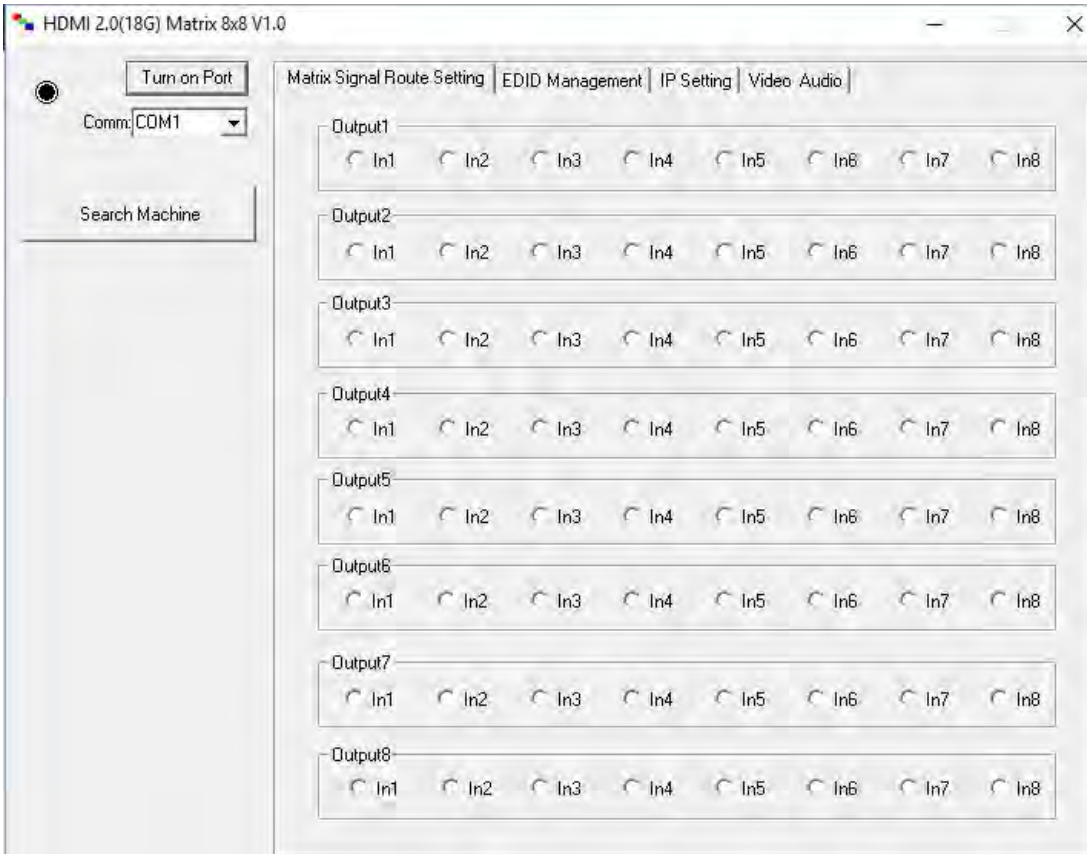 HDMI 2.0(18G) Matrix 8x8 V1.0
Turn on Port
Comm: COM1
Search Machine
Matrix Signal Route Setting EDID Management IP Setting Video Audio
Output1
In1 In2 In3 In4 In5 In6 In7 In8
Output2
In1 In2 In3 In4 In5 In6 In7 In8
Output3
In1 In2 In3 In4 In5 In6 In7 In8
Output4
In1 In2 In3 In4 In5 In6 In7 In8
Output5
In1 In2 In3 In4 In5 In6 In7 In8
Output6
In1 In2 In3 In4 In5 In6 In7 In8
Output7
In1 In2 In3 In4 In5 In6 In7 In8
Output8
In1 In2 In3 In4 In5 In6 In7 In8